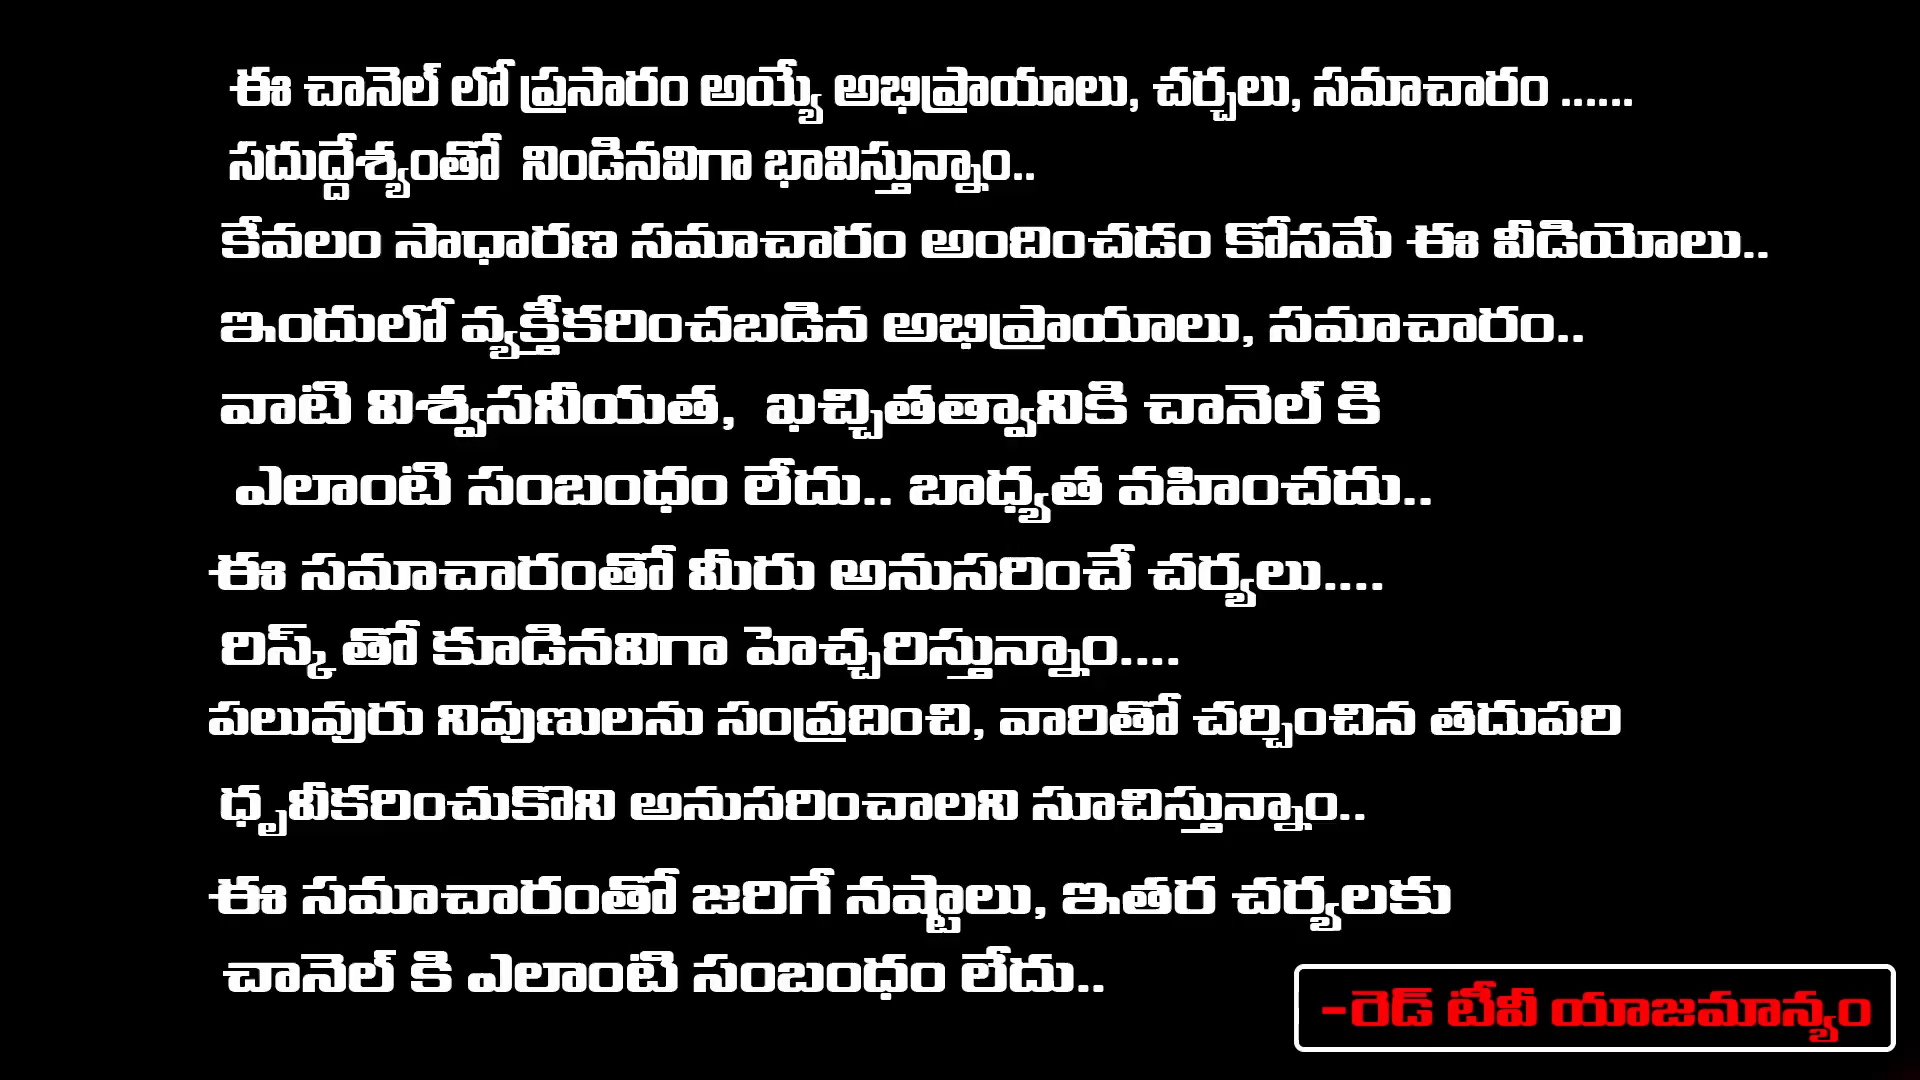 ఈ చానెల్ లో ప్రసారం అయ్యే అభిప్రాయాలు, చర్చలు, సమాచారం ......
సదుద్దేశ్యంతో నిండినవిగా భావిస్తున్నాం..
కేవలం సాధారణ సమాచారం అందించడం కోసమే ఈ వీడియోలు..
ఇందులో వ్యక్తీకరించబడిన అభిప్రాయాలు, సమాచారం..
వాటి విశ్వసనీయత, ఖచ్చితత్వానికి చానెల్ కి
ఎలాంటి సంబంధం లేదు.. బాధ్యత వహించదు..
ఈ సమాచారంతో మీరు అనుసరించే చర్యలు....
రిస్క్ తో కూడినవిగా హెచ్చరిస్తున్నాం....
పలువురు నిపుణులను సంప్రదించి, వారితో చర్చించిన తదుపరి
ధృవీకరించుకొని అనుసరించాలని సూచిస్తున్నాం..
ఈ సమాచారంతో జరిగే నష్టాలు, ఇతర చర్యలకు
చానెల్ కి ఎలాంటి సంబంధం లేదు..
-రెడ్ టీవీ యాజమాన్యం